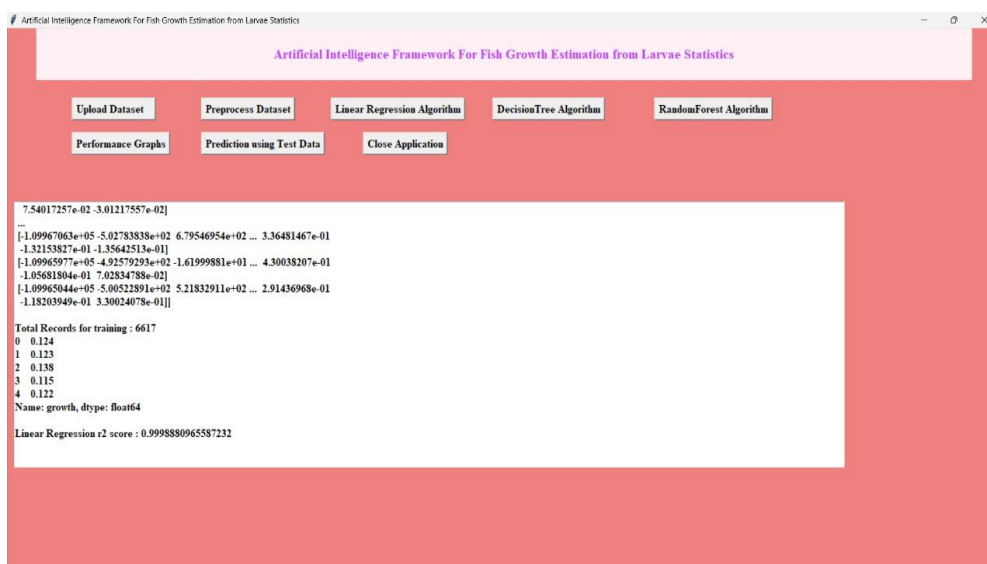 Artificial Intelligence Framework For Fish Growth Estimation from Larvae Statistics
Artificial Intelligence Framework For Fish Growth Estimation from Larvae Statistics
Upload Dataset Preprocess Dataset Linear Regression Algorithm DecisionTree Algorithm RandomForest Algorithm
Performance Graphs Prediction using Test Data Close Application
7.54017257e-02 -3.01217557e-02]
...
[-1.09967063e+05 -5.02783838e+02 6.79546954e+02 ... 3.36481467e-01
-1.32153827e-01 -1.35642513e-01]
[-1.09965977e+05 -4.92579293e+02 -1.61999881e+01 ... 4.30038207e-01
-1.05681804e-01 7.02834788e-02]
[-1.09965044e+05 -5.00522891e+02 5.21832911e+02 ... 2.91436968e-01
-1.18203949e-01 3.30024078e-01]]
Total Records for training : 6617
0 0.124
1 0.123
2 0.138
3 0.115
4 0.122
Name: growth, dtype: float64
Linear Regression r2 score : 0.9998880965587232